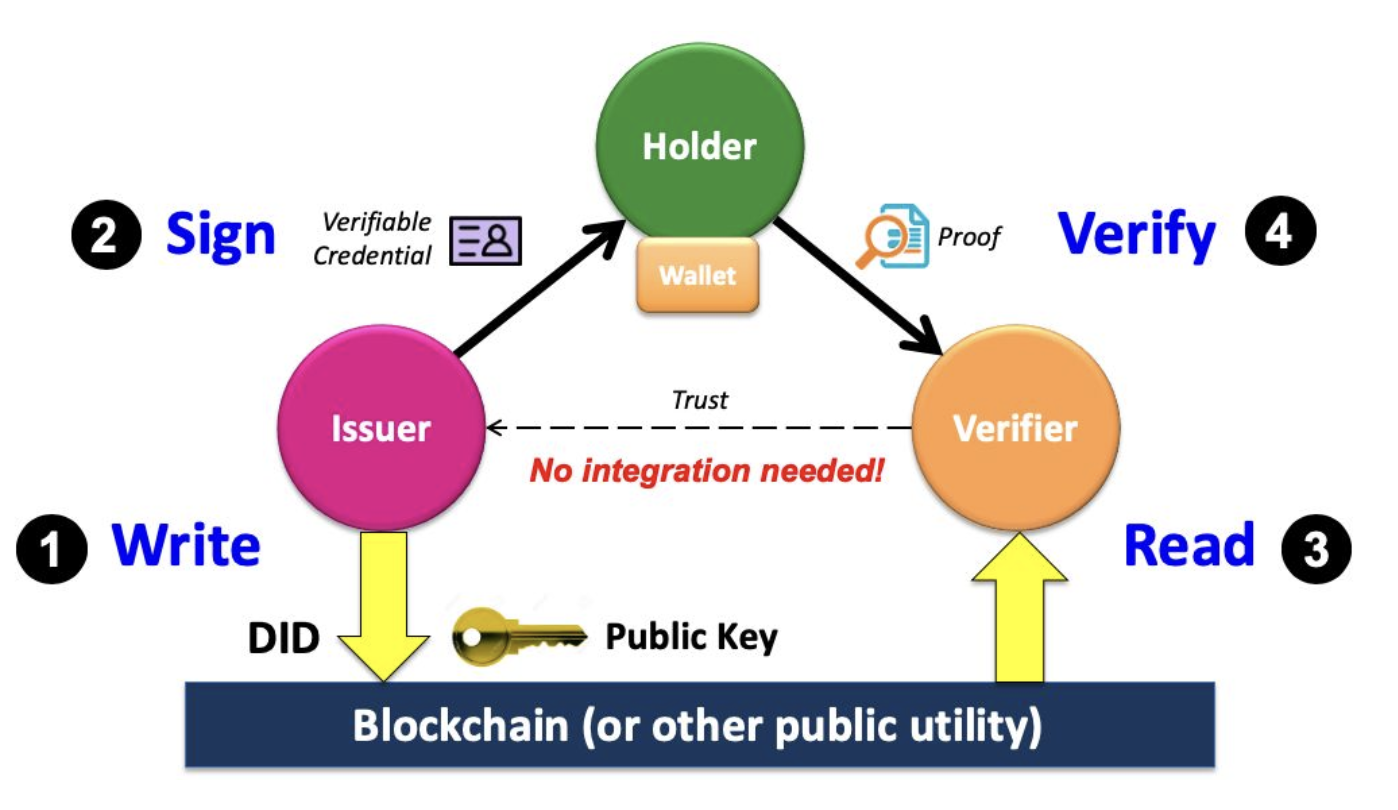 Holder
2 Sign
Verifiable
Credential
Proof
Verify 4
Wallet
Issuer
Trust
Verifier
No integration needed!
1 Write
Read 3
DID
Public Key
Blockchain (or other public utility)